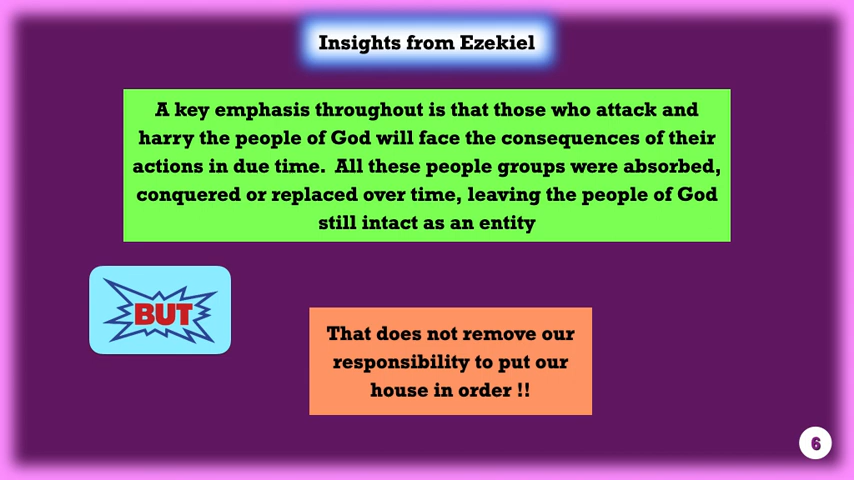 Insights from Ezekiel
A key emphasis throughout is that those who attack and
harry the people of God will face the consequences of their
actions in due time.  All these people groups were absorbed,
conquered or replaced over time, leaving the people of God
still intact as an entity
BUT
That does not remove our
responsibility to put our
house in order !!
6